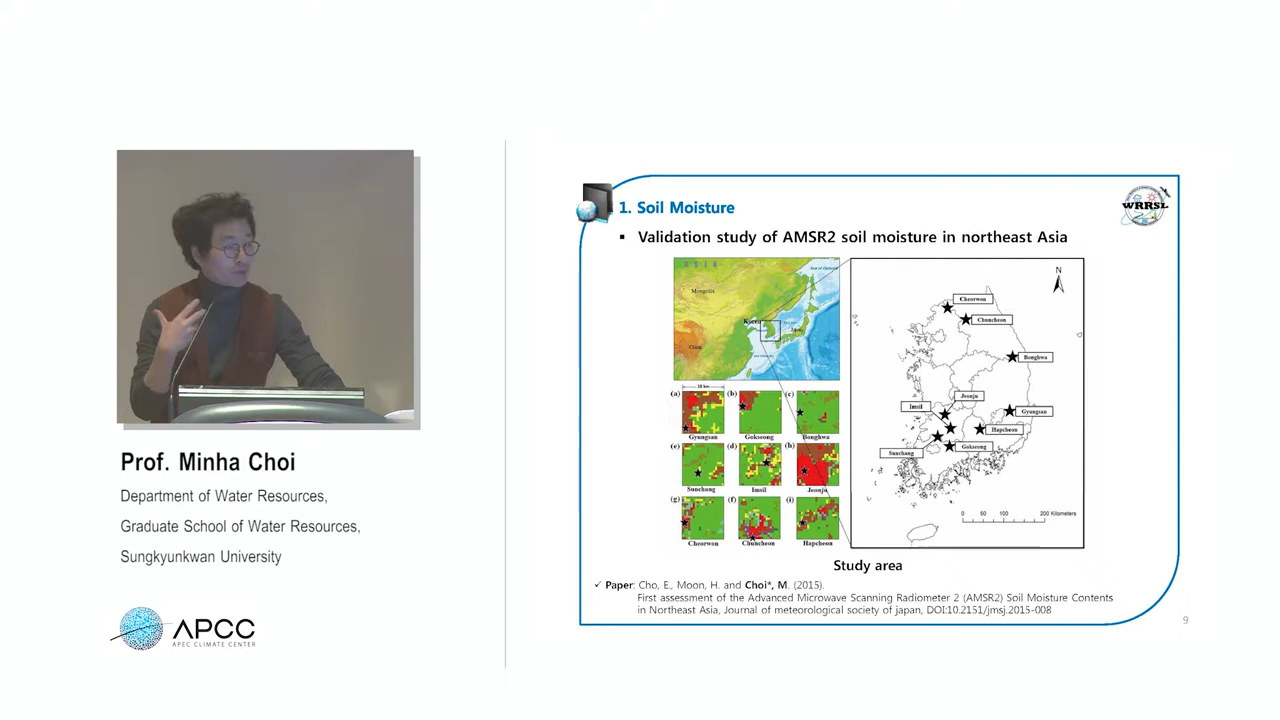 Prof. Minha Choi
Department of Water Resources,
Graduate School of Water Resources,
Sungkyunkwan University
APCC
APEC CLIMATE CENTER
1. Soil Moisture
WRRSL
▪ Validation study of AMSR2 soil moisture in northeast Asia
ASIA
Mongolia
Korea
China
N
Cheorwon
Chuncheon
Bonghwa
Jeonju
Imsil
Gyungsan
Hapcheon
Sunchang
Gokseong
0 50 100 200 Kilometers
10 km
(a) (b) (c)
Gyungsan Gokseong Bonghwa
(e) (d) (h)
Sunchang Imsil Jeonju
(g) (f) (i)
Cheorwon Chuncheon Hapcheon
Study area
✓ Paper: Cho, E., Moon, H. and Choi*, M. (2015).
First assessment of the Advanced Microwave Scanning Radiometer 2 (AMSR2) Soil Moisture Contents
in Northeast Asia, Journal of meteorological society of japan, DOI:10.2151/jmsj.2015-008
9